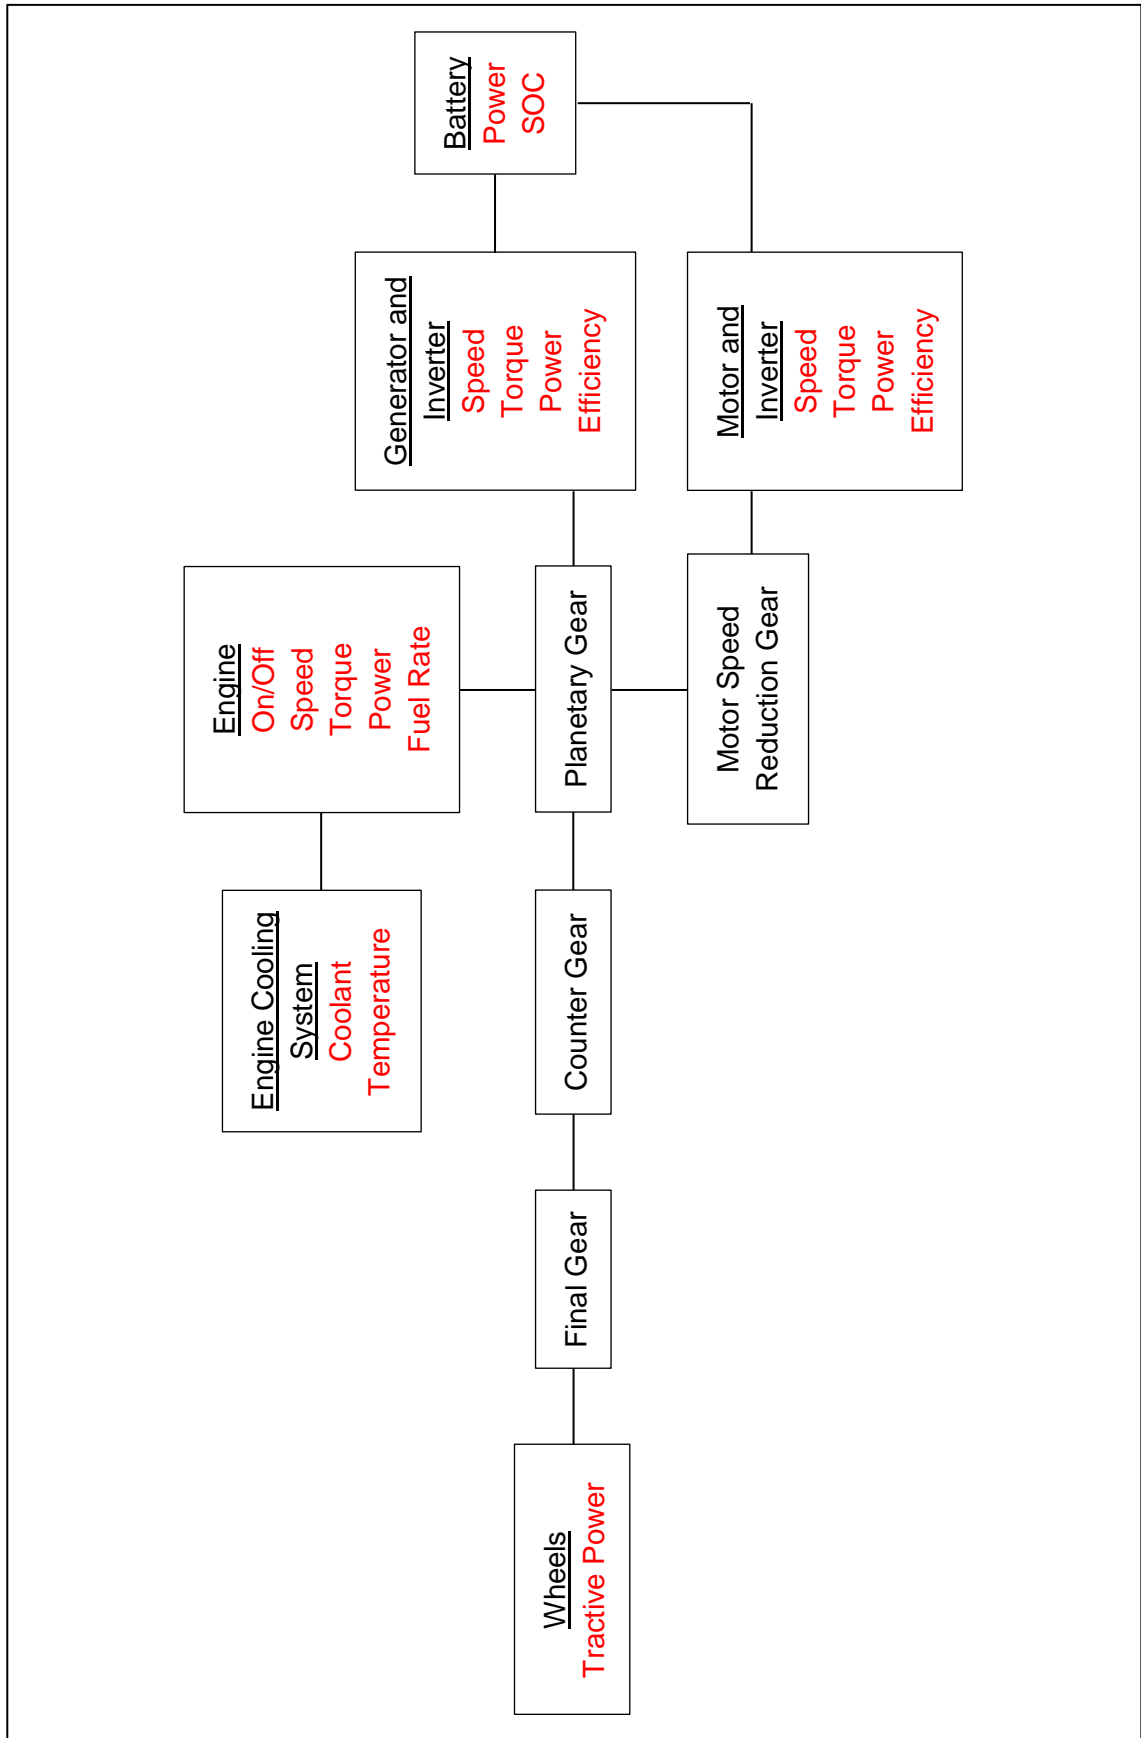 Wheels
Tractive Power
Final Gear
Counter Gear
Engine Cooling
System
Coolant
Temperature
Engine
On/Off
Speed
Torque
Power
Fuel Rate
Planetary Gear
Motor Speed
Reduction Gear
Generator and
Inverter
Speed
Torque
Power
Efficiency
Motor and
Inverter
Speed
Torque
Power
Efficiency
Battery
Power
SOC